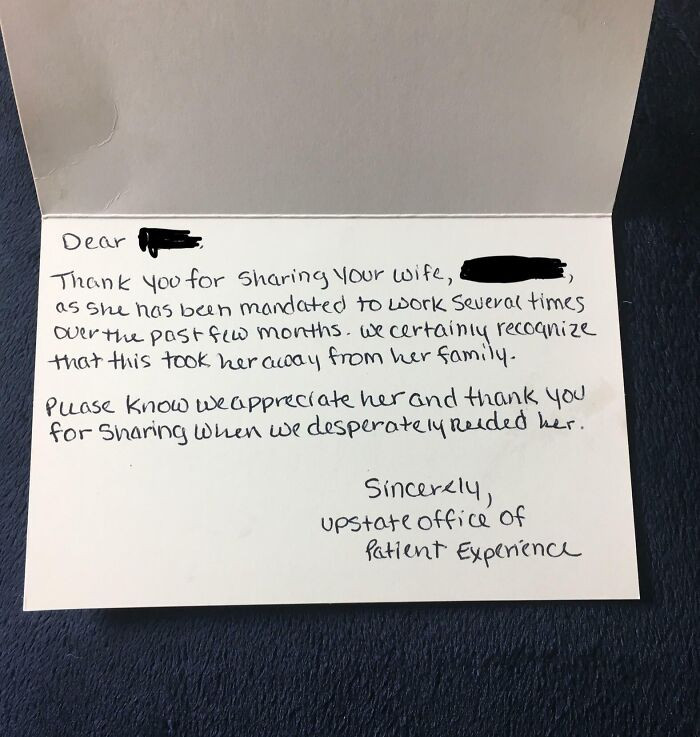 Dear
Thank you for sharing your wife,            ,
as she has been mandated to work several times
over the past few months. We certainly recognize
that this took her away from her family.
Please know we appreciate her and thank you
for sharing when we desperately needed her.
Sincerely,
Upstate office of
Patient Experience